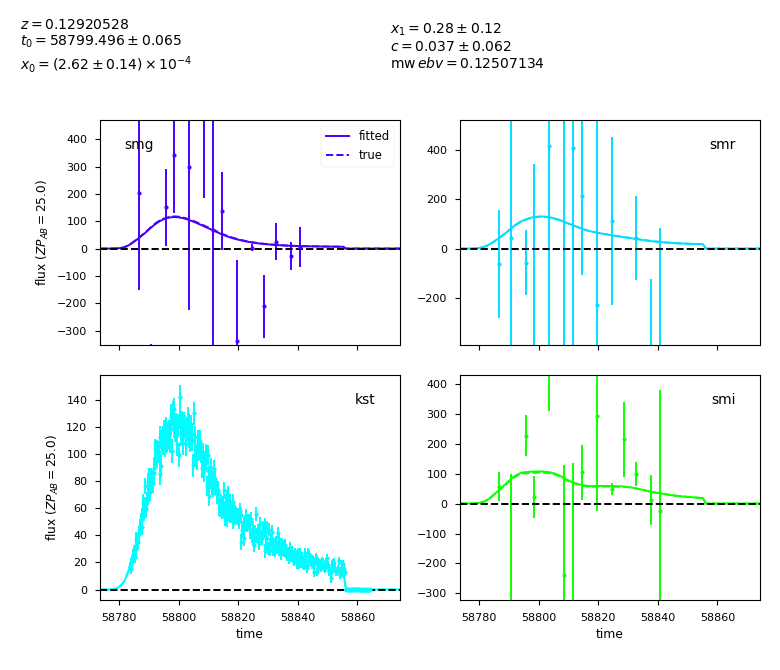 z = 0.12920528
t₀ = 58799.496 ± 0.065
x₀ = (2.62 ± 0.14) × 10⁻⁴
x₁ = 0.28 ± 0.12
c = 0.037 ± 0.062
mw ebv = 0.12507134
smg
fitted
true
400
300
200
100
0
−100
−200
−300
flux (ZP_AB = 25.0)
smr
400
200
0
−200
kst
140
120
100
80
60
40
20
0
flux (ZP_AB = 25.0)
58780 58800 58820 58840 58860
time
smi
400
300
200
100
0
−100
−200
−300
58780 58800 58820 58840 58860
time